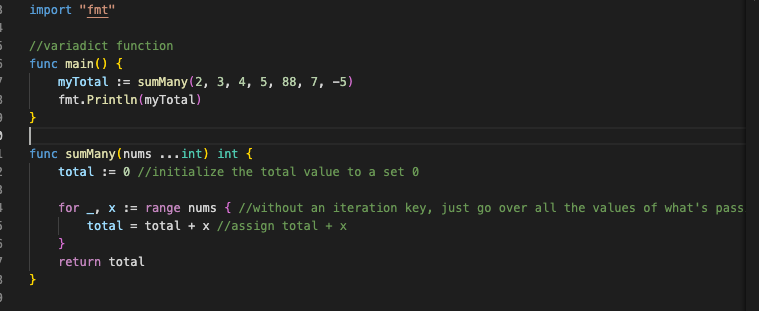 import "fmt"
//variadict function
func main() {
myTotal := sumMany(2, 3, 4, 5, 88, 7, -5)
fmt.Println(myTotal)
}
func sumMany(nums ...int) int {
total := 0 //initialize the total value to a set 0
for _, x := range nums { //without an iteration key, just go over all the values of what's pass
total = total + x //assign total + x
}
return total
}